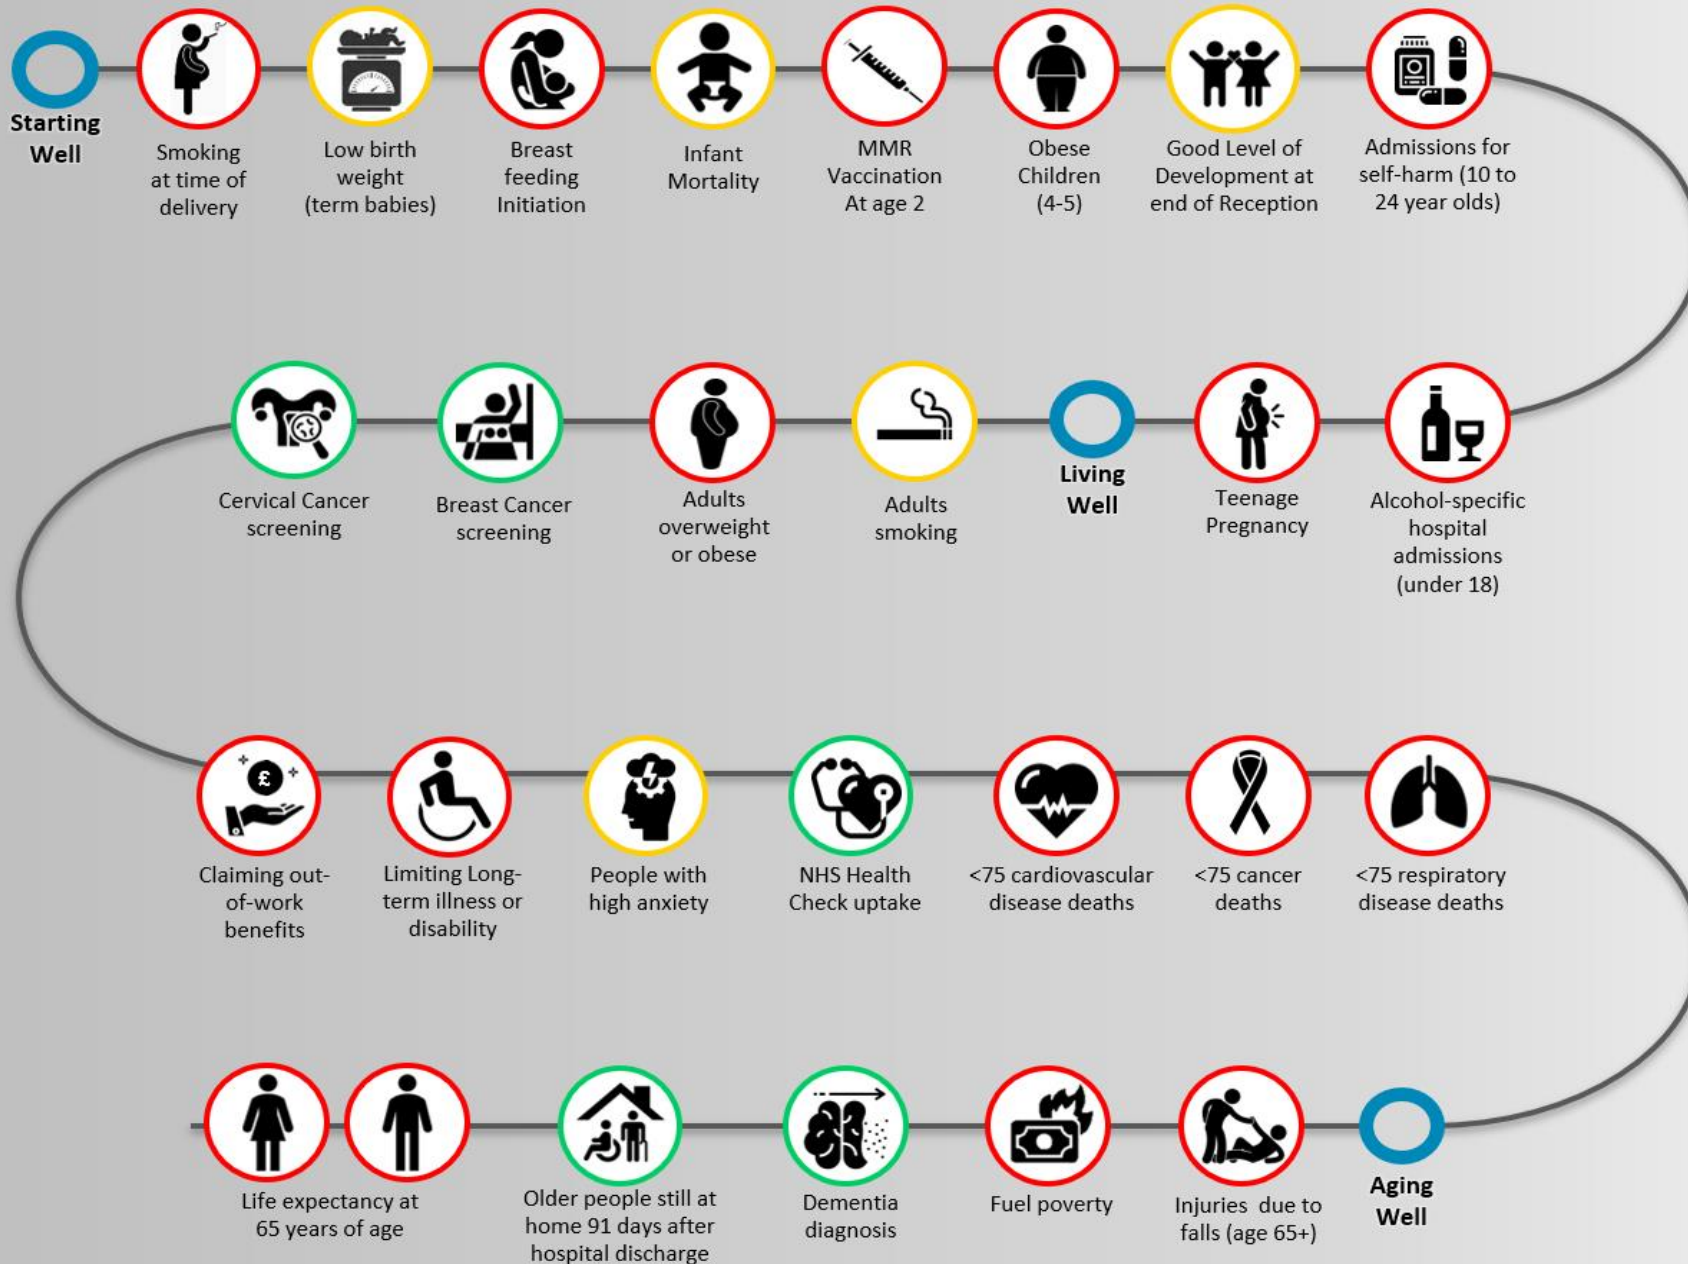 Starting
Well
Smoking
at time of
delivery
Low birth
weight
(term babies)
Breast
feeding
Initiation
Infant
Mortality
MMR
Vaccination
At age 2
Obese
Children
(4-5)
Good Level of
Development at
end of Reception
Admissions for
self-harm (10 to
24 year olds)
Alcohol-specific
hospital
admissions
(under 18)
Teenage
Pregnancy
Living
Well
Adults
smoking
Adults
overweight
or obese
Breast Cancer
screening
Cervical Cancer
screening
£
Claiming out-
of-work
benefits
Limiting Long-
term illness or
disability
People with
high anxiety
NHS Health
Check uptake
<75 cardiovascular
disease deaths
<75 cancer
deaths
<75 respiratory
disease deaths
Aging
Well
Injuries due to
falls (age 65+)
Fuel poverty
Dementia
diagnosis
Older people still at
home 91 days after
hospital discharge
Life expectancy at
65 years of age